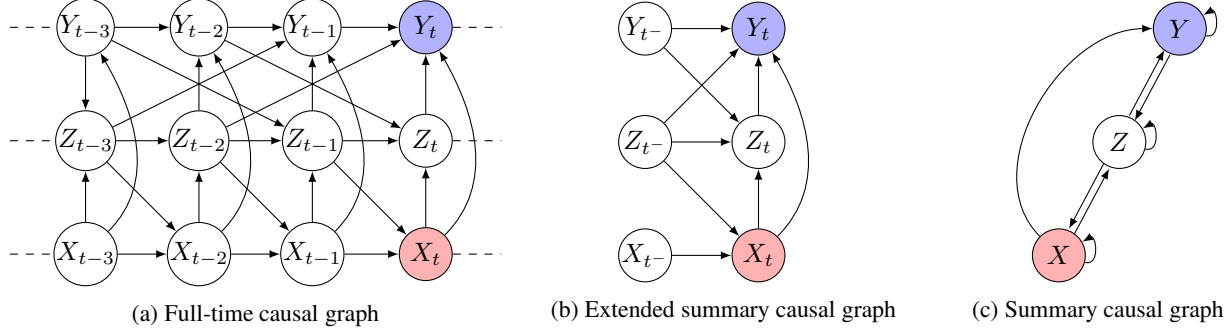 Y_{t−3} Y_{t−2} Y_{t−1} Y_t
Z_{t−3} Z_{t−2} Z_{t−1} Z_t
X_{t−3} X_{t−2} X_{t−1} X_t
(a) Full-time causal graph
Y_{t^−} Y_t
Z_{t^−} Z_t
X_{t^−} X_t
(b) Extended summary causal graph
Y
Z
X
(c) Summary causal graph